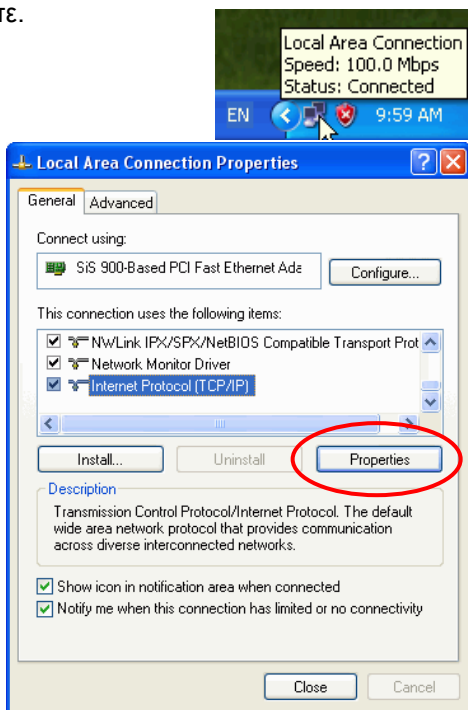 τε.
Local Area Connection
Speed: 100.0 Mbps
Status: Connected
EN 9:59 AM
Local Area Connection Properties
General Advanced
Connect using:
SiS 900-Based PCI Fast Ethernet Ada Configure...
This connection uses the following items:
NWLink IPX/SPX/NetBIOS Compatible Transport Prot
Network Monitor Driver
Internet Protocol (TCP/IP)
Install... Uninstall Properties
Description
Transmission Control Protocol/Internet Protocol. The default
wide area network protocol that provides communication
across diverse interconnected networks.
Show icon in notification area when connected
Notify me when this connection has limited or no connectivity
Close Cancel